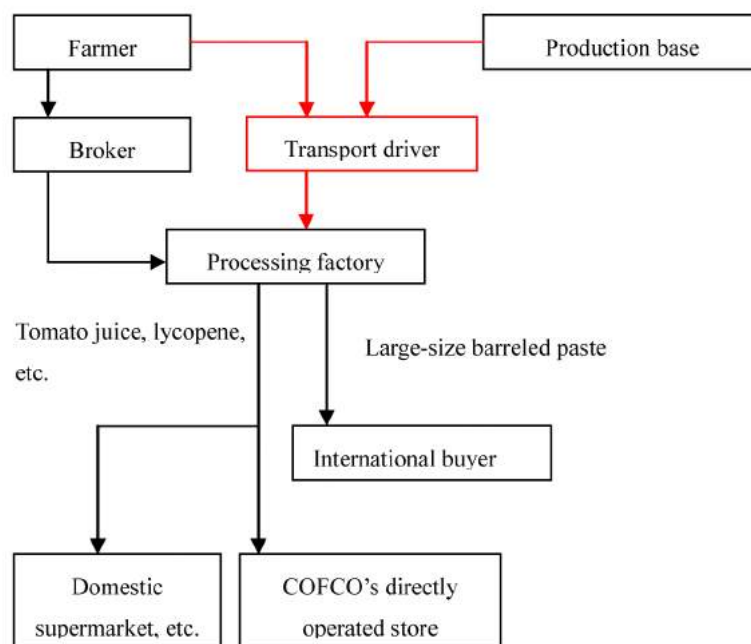 Farmer
Production base
Broker
Transport driver
Processing factory
Tomato juice, lycopene,
etc.
Large-size barreled paste
International buyer
Domestic
supermarket, etc.
COFCO's directly
operated store